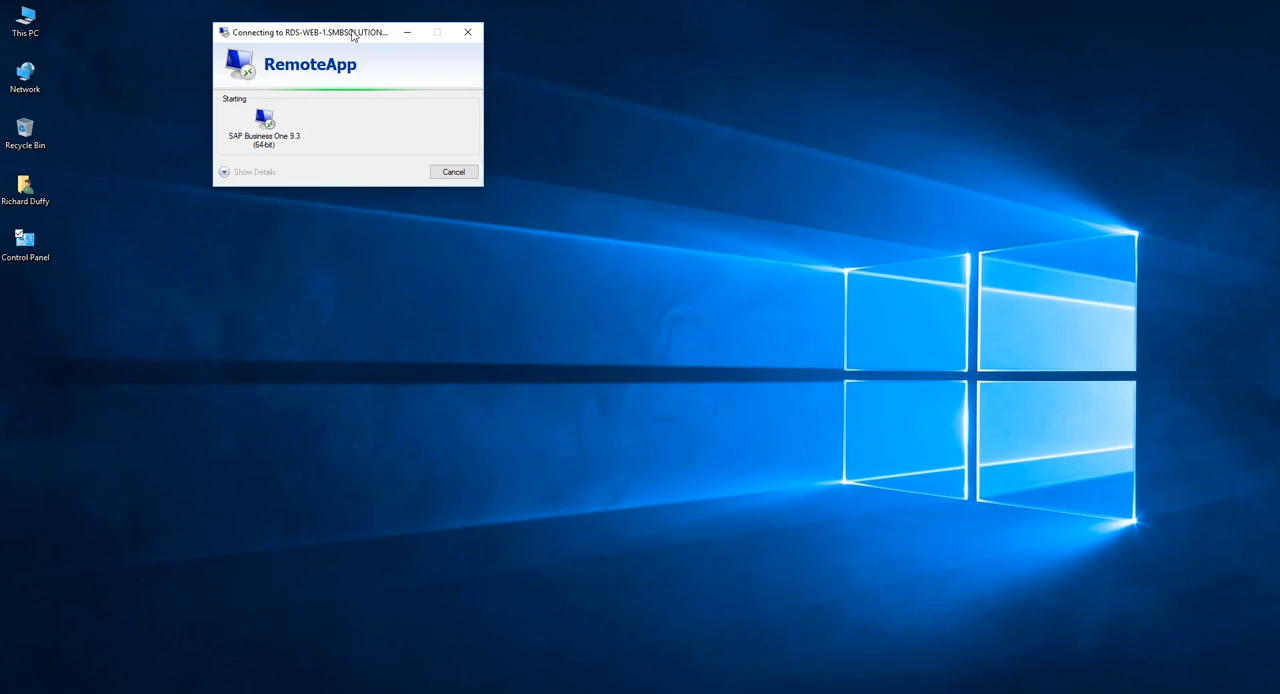 This PC
Network
Recycle Bin
Richard Duffy
Control Panel
Connecting to RDS-WEB-1.SMBSOLUTION...
RemoteApp
Starting
SAP Business One 9.3
(64-bit)
Show Details
Cancel